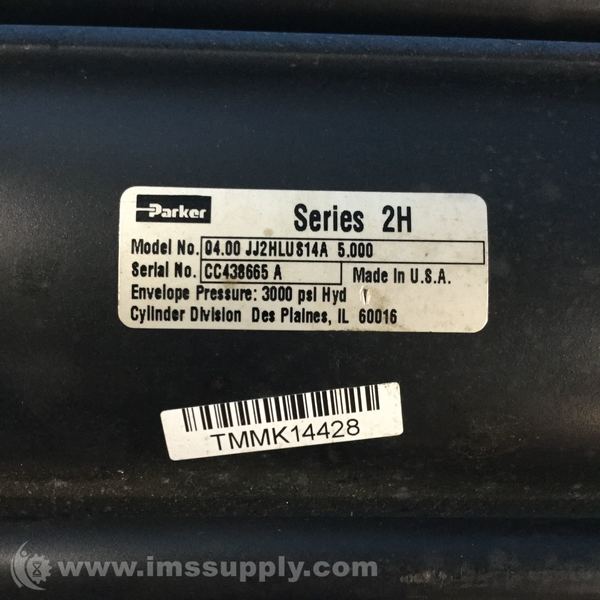 Parker
Series 2H
Model No. 04.00 JJ2HLUS14A 5.000
Serial No. CC438665 A Made In U.S.A.
Envelope Pressure: 3000 psi Hyd
Cylinder Division Des Plaines, IL 60016
TMMK14428
www.imssupply.com